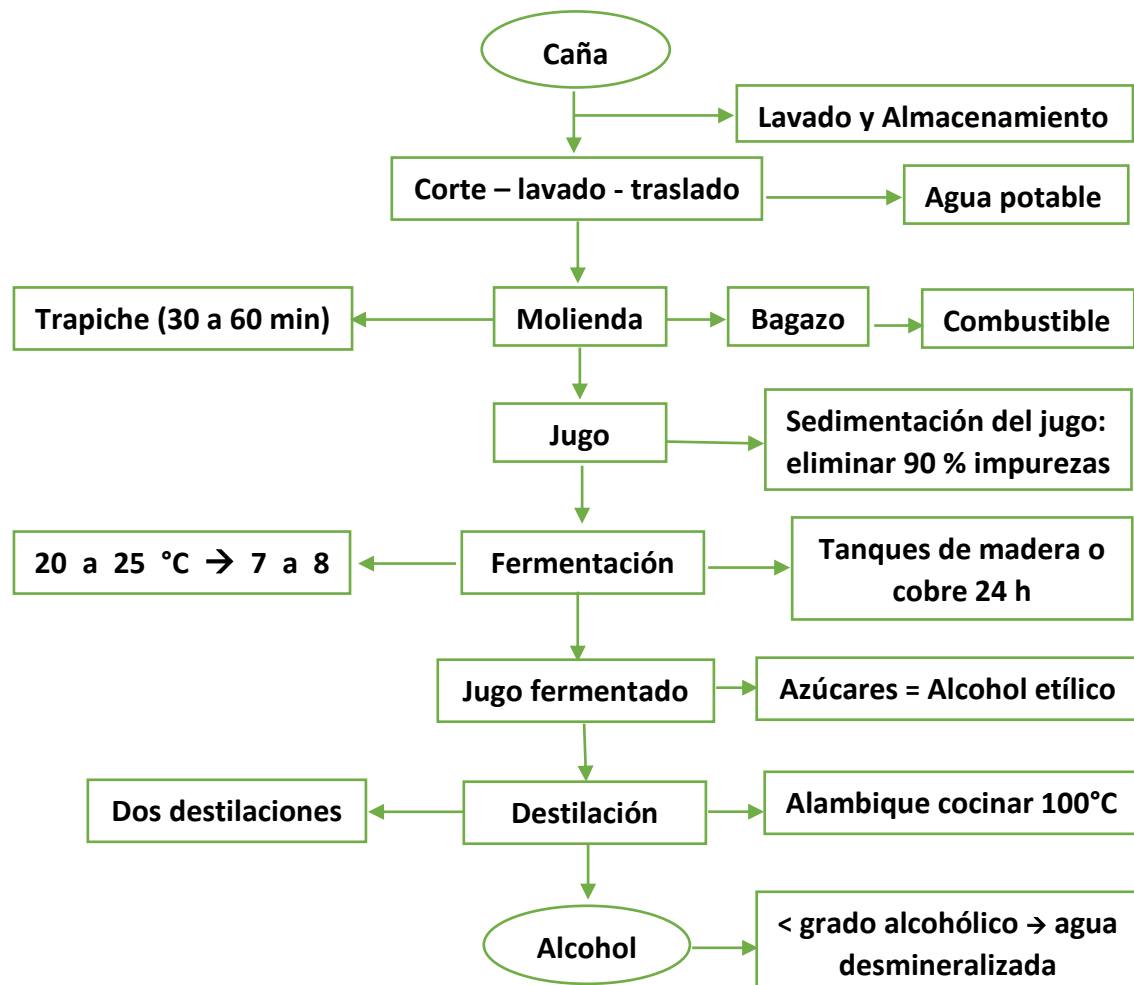 Caña
Lavado y Almacenamiento
Corte – lavado - traslado
Agua potable
Trapiche (30 a 60 min)
Molienda
Bagazo
Combustible
Jugo
Sedimentación del jugo:
eliminar 90 % impurezas
20 a 25 °C → 7 a 8
Fermentación
Tanques de madera o
cobre 24 h
Jugo fermentado
Azúcares = Alcohol etílico
Dos destilaciones
Destilación
Alambique cocinar 100°C
Alcohol
< grado alcohólico → agua
desmineralizada